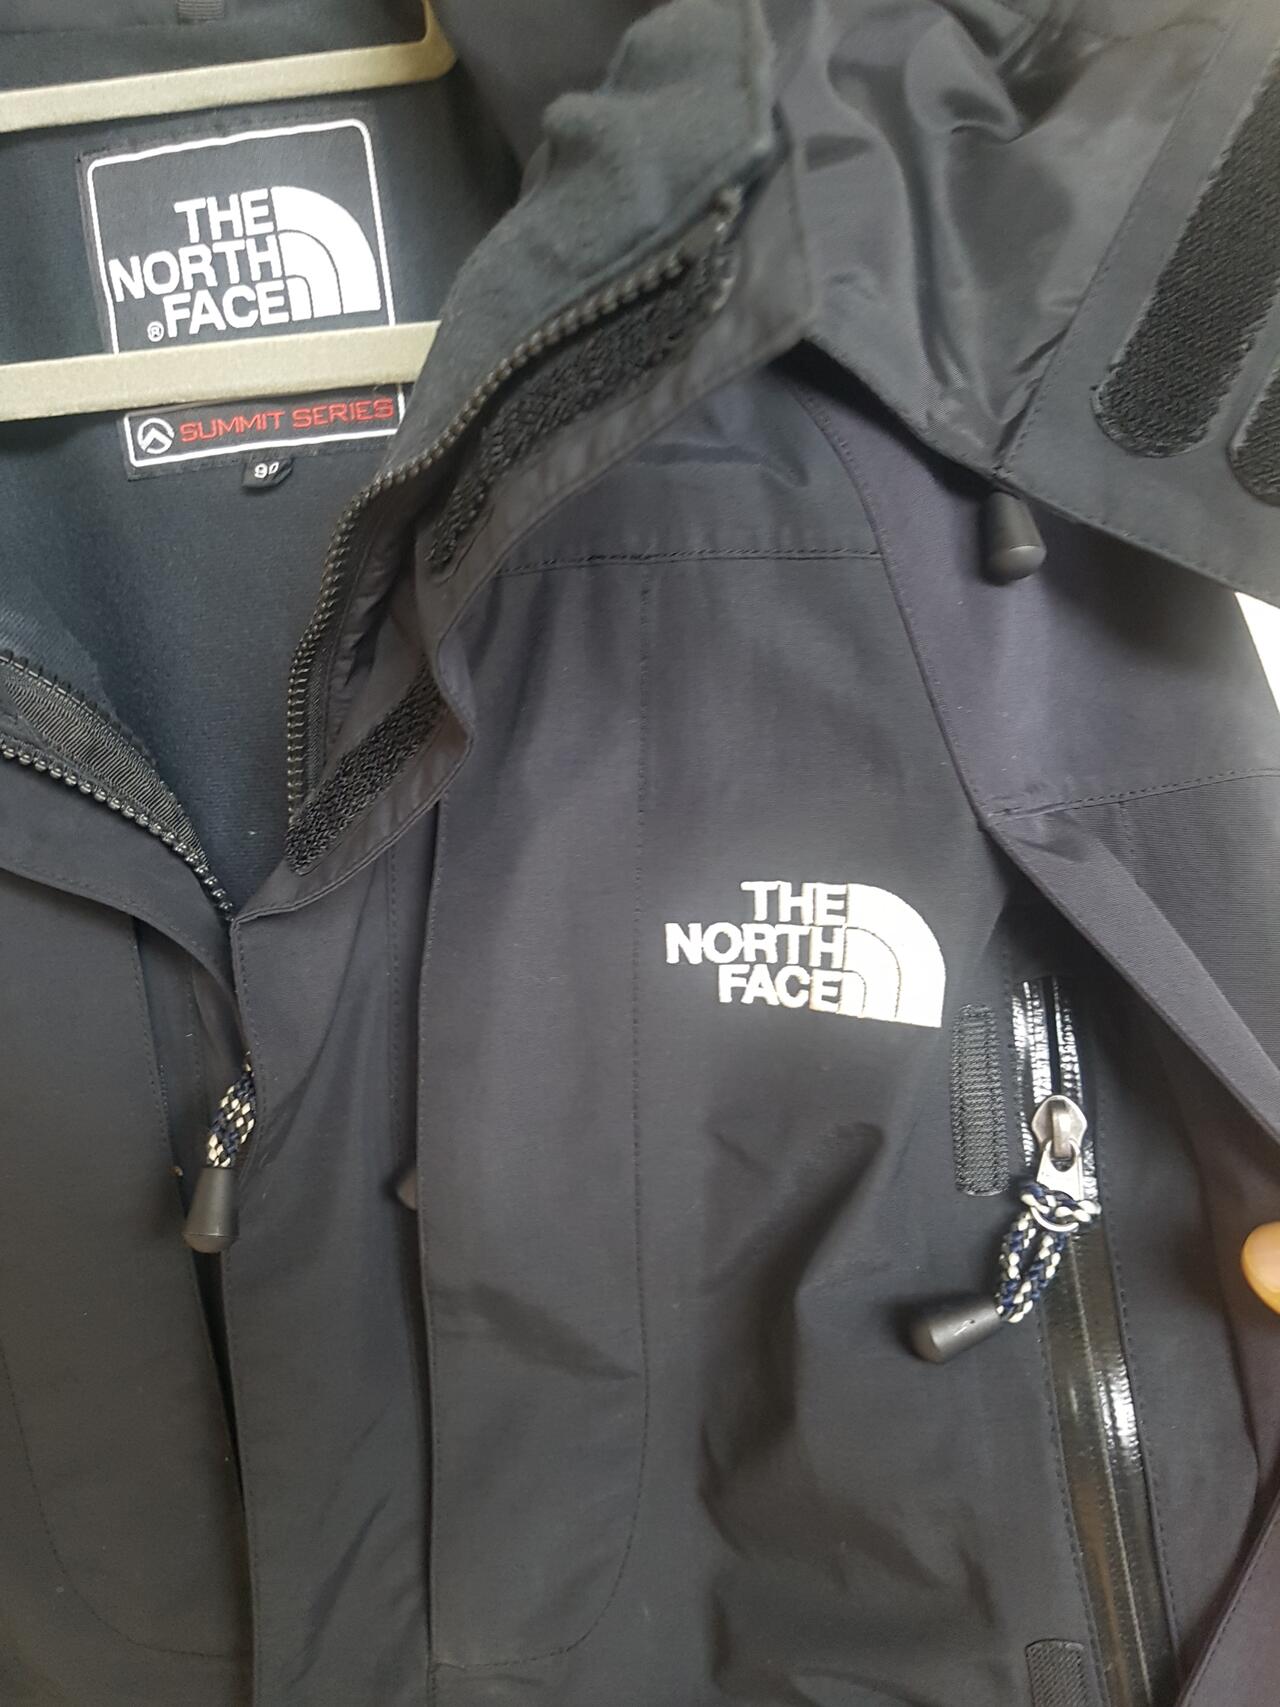 THE
NORTH
FACE
®
SUMMIT SERIES
90
THE
NORTH
FACE